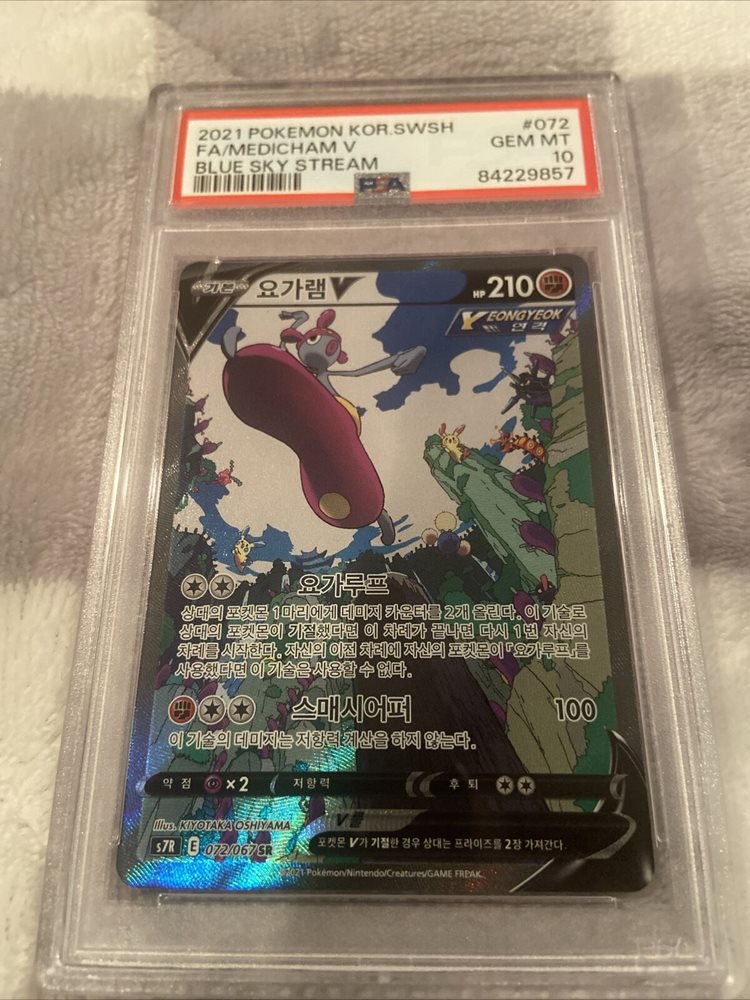 2021 POKEMON KOR.SWSH #072
FA/MEDICHAM V GEM MT
BLUE SKY STREAM 10
PSA 84229857
기본 요가램 V HP 210
YEONGYEOK
연격
요가루프
상대의 포켓몬 1마리에게 데미지 카운터를 2개 올린다. 이 기술로
상대의 포켓몬이 기절했다면 이 차례가 끝나면 다시 1번 자신의
차례를 시작한다. 자신의 이전 차례에 자신의 포켓몬이 「요가루프」를
사용했다면 이 기술은 사용할 수 없다.
스매시어퍼 100
이 기술의 데미지는 저항력 계산을 하지 않는다.
약점 ×2 저항력 후퇴
Illus. KIYOTAKA OSHIYAMA V룰
s7R E 072/067 SR 포켓몬 V가 기절한 경우 상대는 프라이즈를 2장 가져간다.
©2021 Pokémon/Nintendo/Creatures/GAME FREAK.